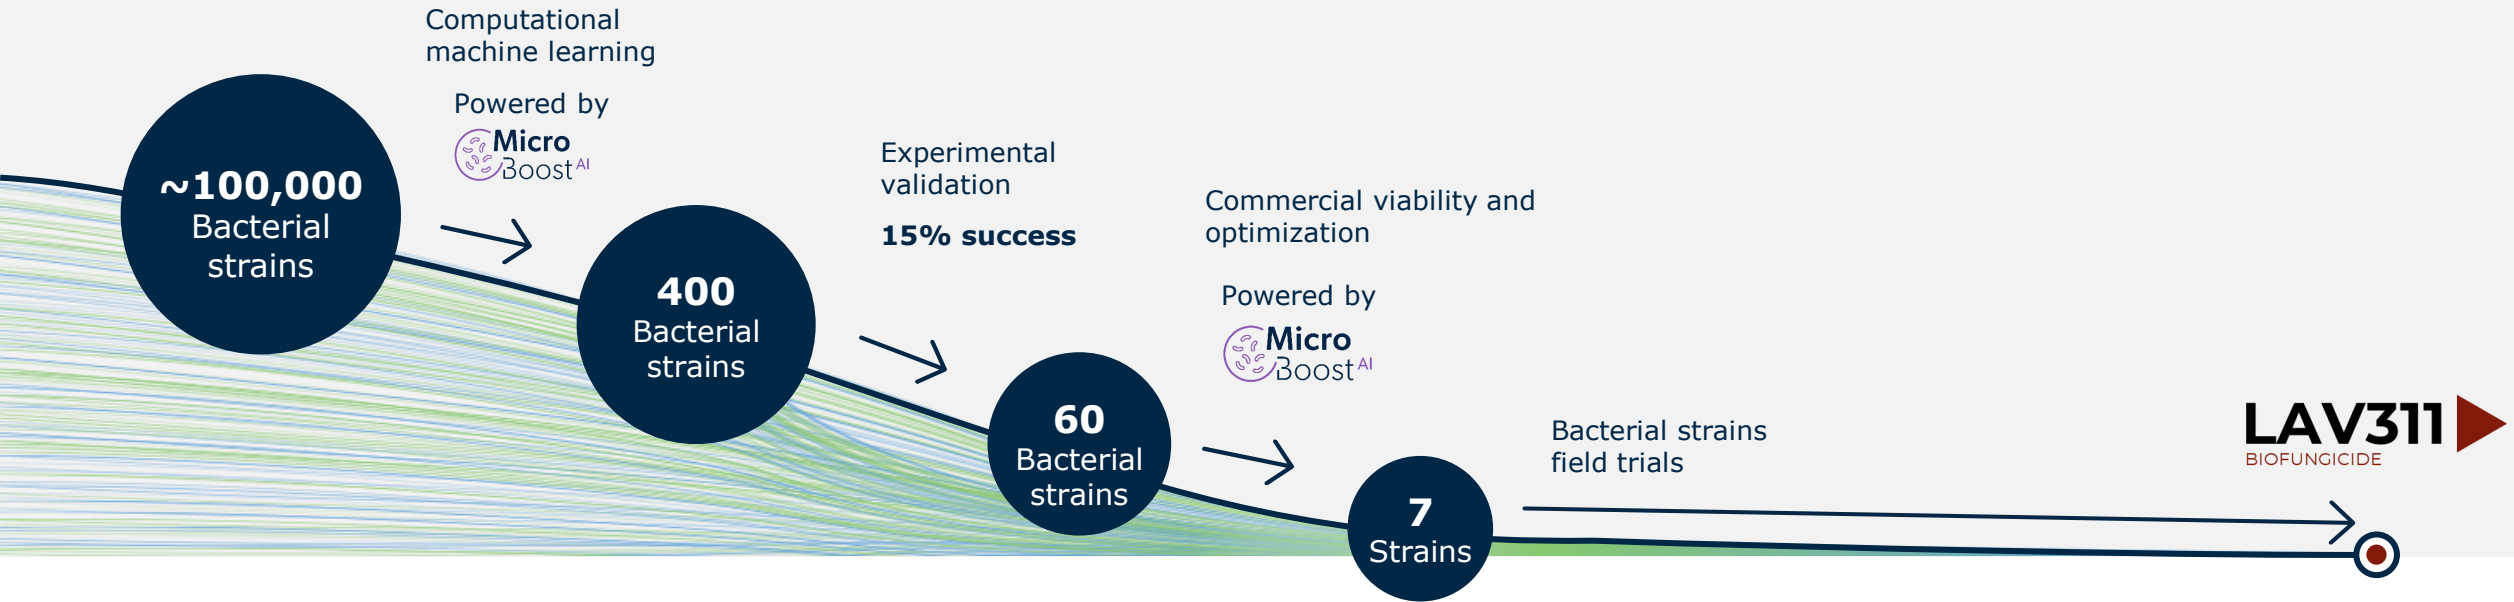 Computational
machine learning
Powered by
Micro
Boost AI
~100,000
Bacterial
strains
Experimental
validation
15% success
400
Bacterial
strains
Commercial viability and
optimization
Powered by
Micro
Boost AI
60
Bacterial
strains
Bacterial strains
field trials
7
Strains
LAV311
BIOFUNGICIDE